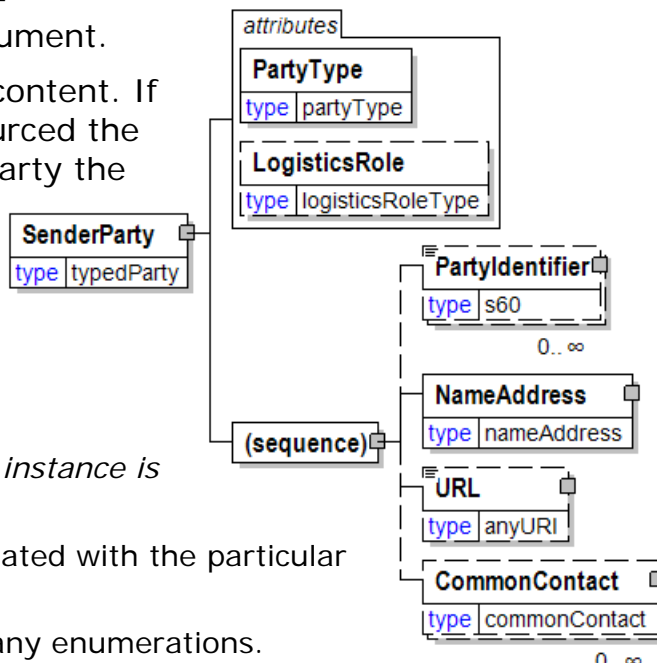 attributes
ument.
PartyType
type partyType
content. If
urced the
arty the
LogisticsRole
type logisticsRoleType
SenderParty
type typedParty
PartyIdentifier
type s60
0.. ∞
NameAddress
type nameAddress
(sequence)
instance is
URL
type anyURI
ated with the particular
CommonContact
type commonContact
any enumerations.
0.. ∞